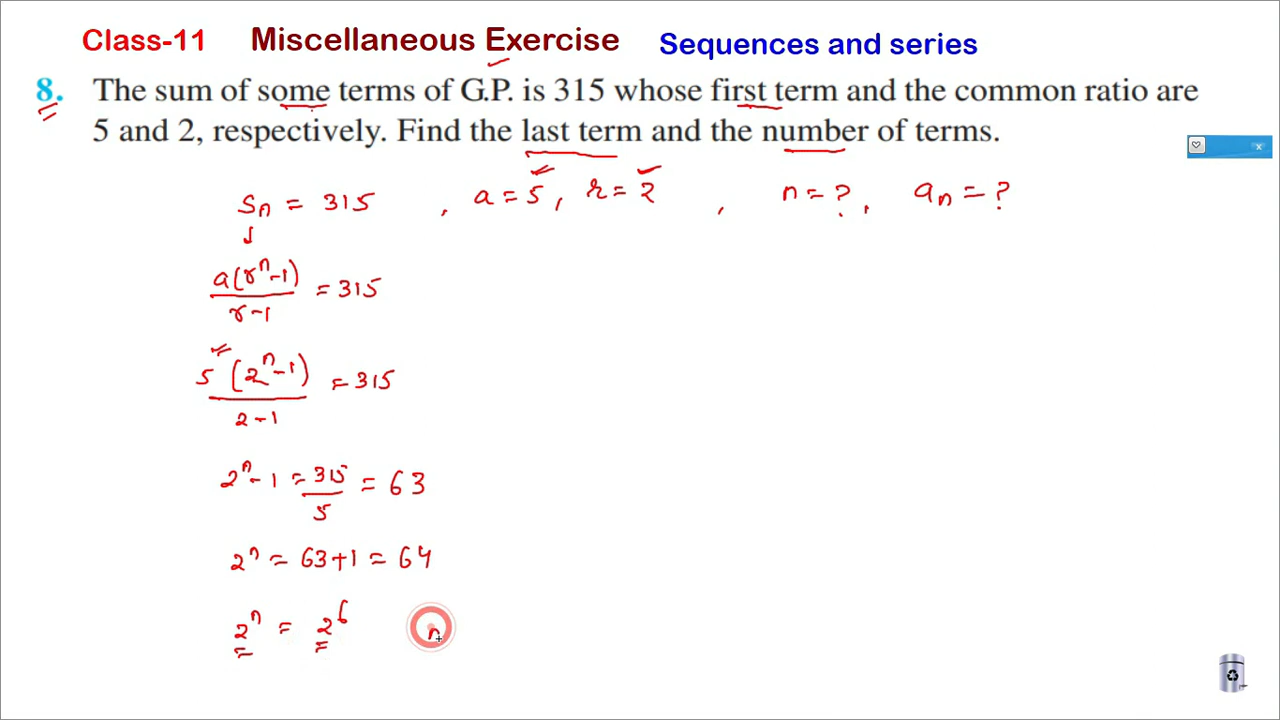 Class-11 Miscellaneous Exercise Sequences and series
8. The sum of some terms of G.P. is 315 whose first term and the common ratio are
5 and 2, respectively. Find the last term and the number of terms.
Sn = 315 , a = 5 , r = 2 , n = ? , an = ?
a(r^n-1)/r-1 = 315
5(2^n-1)/2-1 = 315
2^n-1 = 315/5 = 63
2^n = 63+1 = 64
2^n = 2^6 n